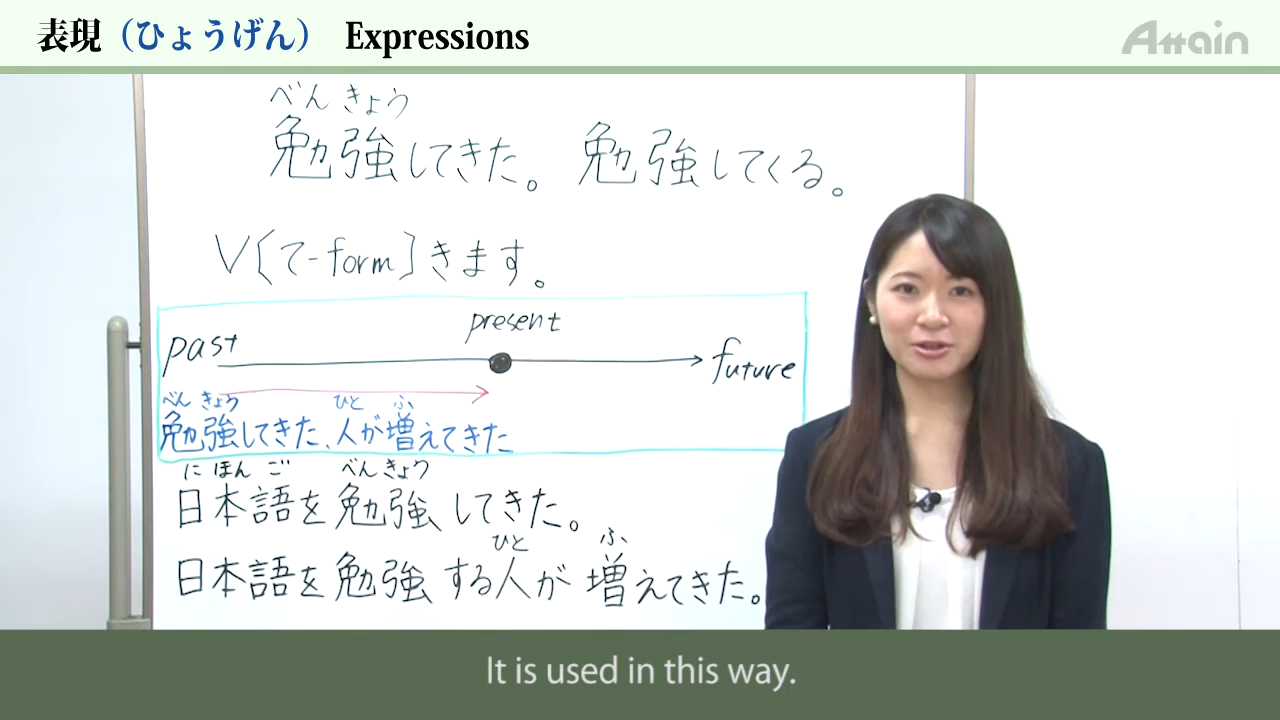 表現（ひょうげん） Expressions
Attain
べんきょう
勉強してきた。 勉強してくる。
V〔て-form〕きます。
present
past
future
べん きょう ひと ふ
勉強してきた、人が増えてきた
に ほん ご べんきょう
日本語を勉強してきた。
ひと ふ
日本語を勉強する人が増えてきた。
It is used in this way.